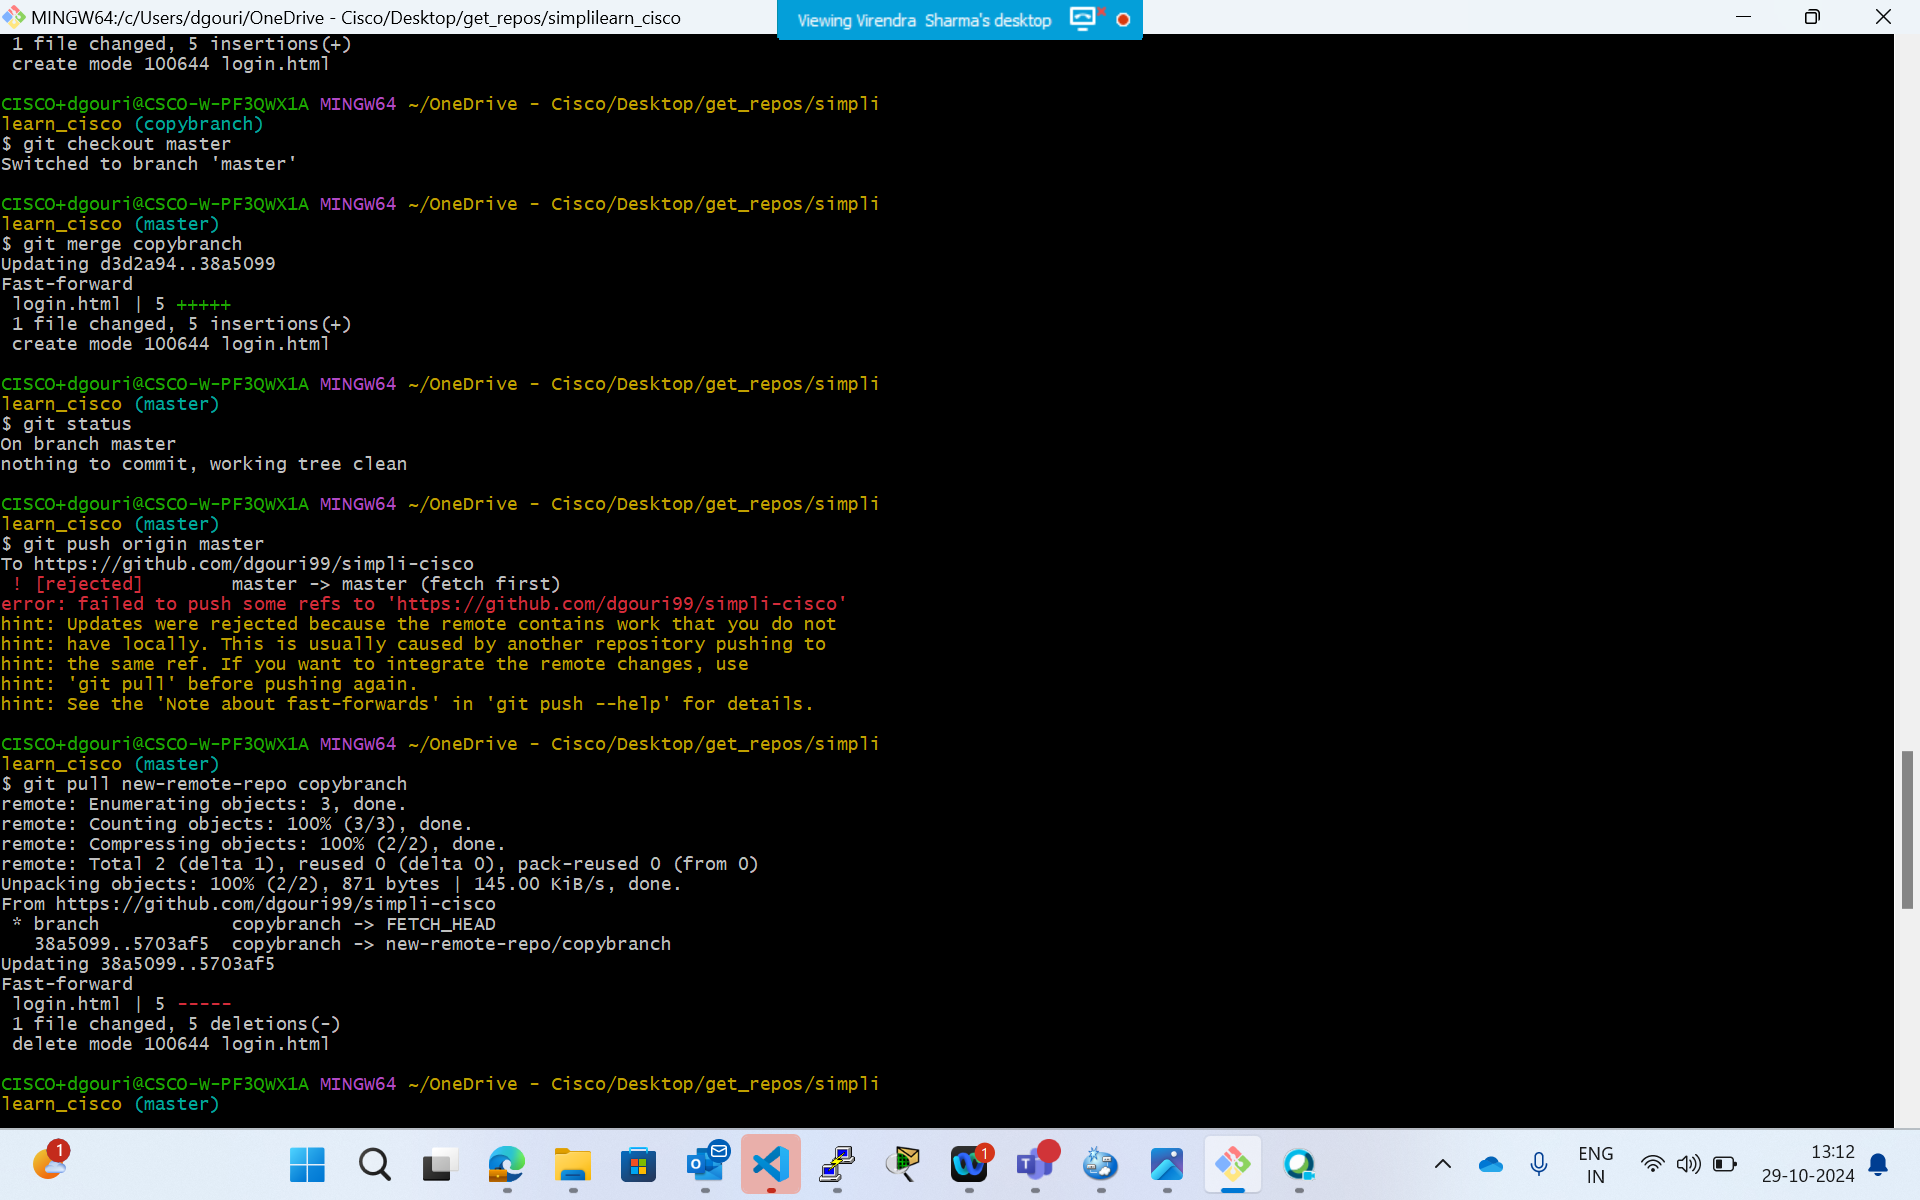 MINGW64:/c/Users/dgouri/OneDrive - Cisco/Desktop/get_repos/simplilearn_cisco
Viewing Virendra Sharma's desktop
1 file changed, 5 insertions(+)
create mode 100644 login.html
CISCO+dgouri@CSCO-W-PF3QWX1A MINGW64 ~/OneDrive - Cisco/Desktop/get_repos/simpli
learn_cisco (copybranch)
$ git checkout master
Switched to branch 'master'
CISCO+dgouri@CSCO-W-PF3QWX1A MINGW64 ~/OneDrive - Cisco/Desktop/get_repos/simpli
learn_cisco (master)
$ git merge copybranch
Updating d3d2a94..38a5099
Fast-forward
login.html | 5 +++++
1 file changed, 5 insertions(+)
create mode 100644 login.html
CISCO+dgouri@CSCO-W-PF3QWX1A MINGW64 ~/OneDrive - Cisco/Desktop/get_repos/simpli
learn_cisco (master)
$ git status
On branch master
nothing to commit, working tree clean
CISCO+dgouri@CSCO-W-PF3QWX1A MINGW64 ~/OneDrive - Cisco/Desktop/get_repos/simpli
learn_cisco (master)
$ git push origin master
To https://github.com/dgouri99/simpli-cisco
! [rejected]        master -> master (fetch first)
error: failed to push some refs to 'https://github.com/dgouri99/simpli-cisco'
hint: Updates were rejected because the remote contains work that you do not
hint: have locally. This is usually caused by another repository pushing to
hint: the same ref. If you want to integrate the remote changes, use
hint: 'git pull' before pushing again.
hint: See the 'Note about fast-forwards' in 'git push --help' for details.
CISCO+dgouri@CSCO-W-PF3QWX1A MINGW64 ~/OneDrive - Cisco/Desktop/get_repos/simpli
learn_cisco (master)
$ git pull new-remote-repo copybranch
remote: Enumerating objects: 3, done.
remote: Counting objects: 100% (3/3), done.
remote: Compressing objects: 100% (2/2), done.
remote: Total 2 (delta 1), reused 0 (delta 0), pack-reused 0 (from 0)
Unpacking objects: 100% (2/2), 871 bytes | 145.00 KiB/s, done.
From https://github.com/dgouri99/simpli-cisco
* branch            copybranch -> FETCH_HEAD
38a5099..5703af5  copybranch -> new-remote-repo/copybranch
Updating 38a5099..5703af5
Fast-forward
login.html | 5 -----
1 file changed, 5 deletions(-)
delete mode 100644 login.html
CISCO+dgouri@CSCO-W-PF3QWX1A MINGW64 ~/OneDrive - Cisco/Desktop/get_repos/simpli
learn_cisco (master)
1
1
ENG
IN
13:12
29-10-2024